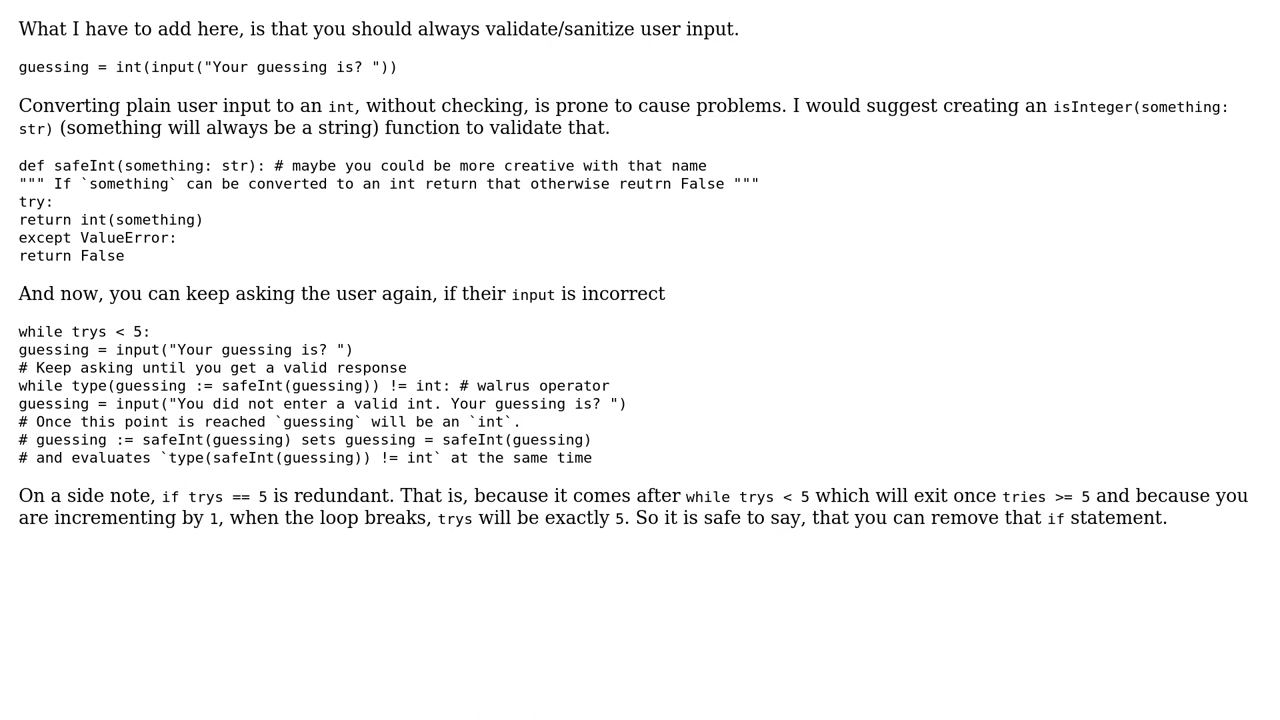 What I have to add here, is that you should always validate/sanitize user input.
guessing = int(input("Your guessing is? "))
Converting plain user input to an int, without checking, is prone to cause problems. I would suggest creating an isInteger(something:
str) (something will always be a string) function to validate that.
def safeInt(something: str): # maybe you could be more creative with that name
""" If `something` can be converted to an int return that otherwise reutrn False """
try:
return int(something)
except ValueError:
return False
And now, you can keep asking the user again, if their input is incorrect
while trys < 5:
guessing = input("Your guessing is? ")
# Keep asking until you get a valid response
while type(guessing := safeInt(guessing)) != int: # walrus operator
guessing = input("You did not enter a valid int. Your guessing is? ")
# Once this point is reached `guessing` will be an `int`.
# guessing := safeInt(guessing) sets guessing = safeInt(guessing)
# and evaluates `type(safeInt(guessing)) != int` at the same time
On a side note, if trys == 5 is redundant. That is, because it comes after while trys < 5 which will exit once tries >= 5 and because you
are incrementing by 1, when the loop breaks, trys will be exactly 5. So it is safe to say, that you can remove that if statement.